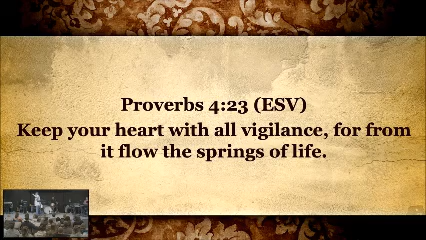 Proverbs 4:23 (ESV)
Keep your heart with all vigilance, for from
it flow the springs of life.